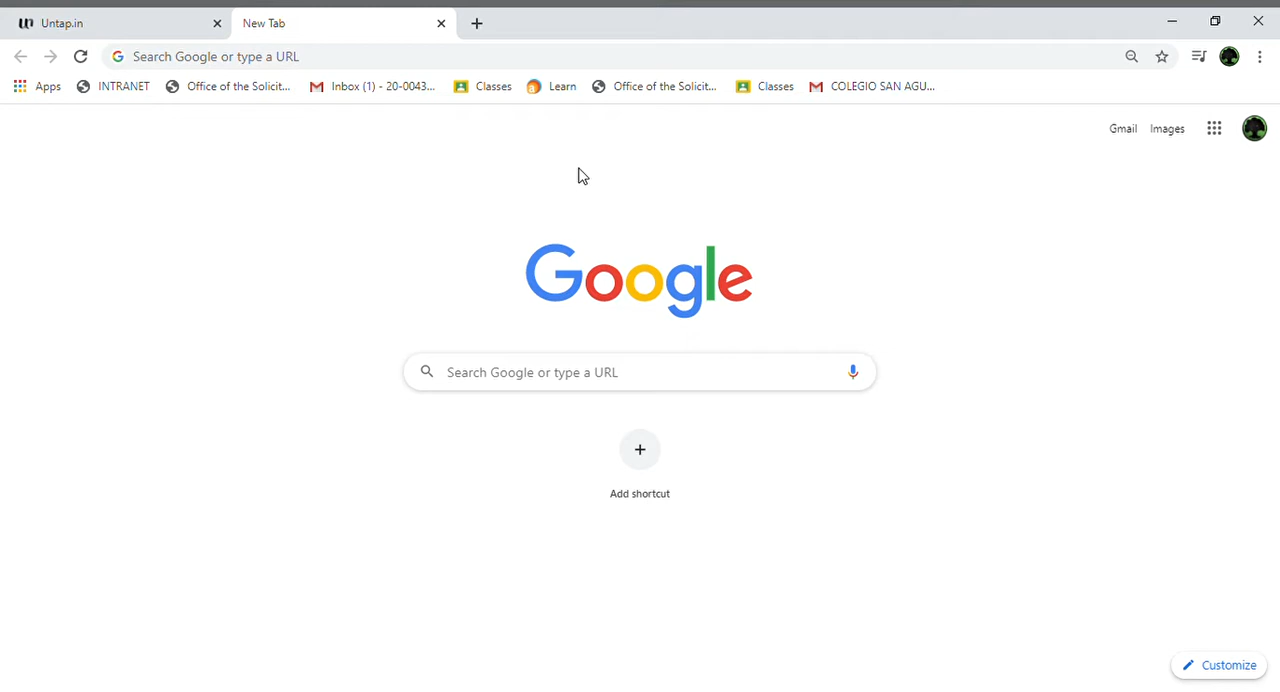 Untap.in
New Tab
Search Google or type a URL
Apps INTRANET Office of the Solicit... Inbox (1) - 20-0043... Classes Learn Office of the Solicit... Classes COLEGIO SAN AGU...
Gmail Images
Google
Search Google or type a URL
Add shortcut
Customize